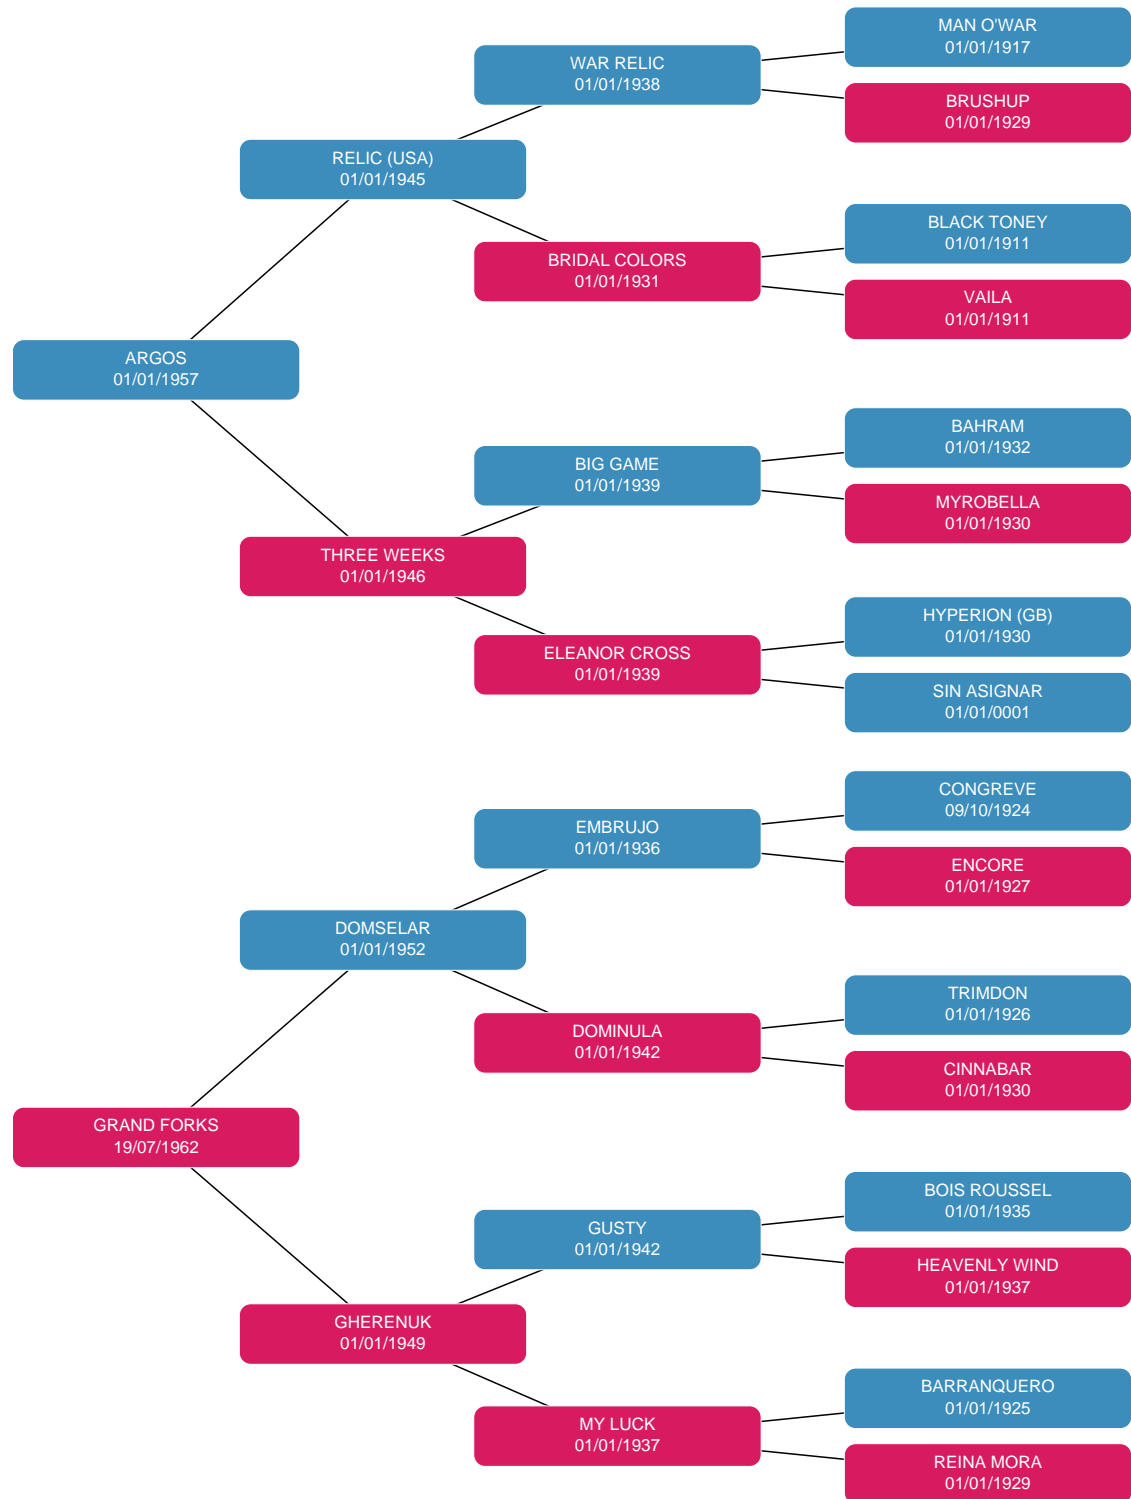 MAN O'WAR
01/01/1917
WAR RELIC
01/01/1938
BRUSHUP
01/01/1929
RELIC (USA)
01/01/1945
BLACK TONEY
01/01/1911
BRIDAL COLORS
01/01/1931
VAILA
01/01/1911
ARGOS
01/01/1957
BAHRAM
01/01/1932
BIG GAME
01/01/1939
MYROBELLA
01/01/1930
THREE WEEKS
01/01/1946
HYPERION (GB)
01/01/1930
ELEANOR CROSS
01/01/1939
SIN ASIGNAR
01/01/0001
CONGREVE
09/10/1924
EMBRUJO
01/01/1936
ENCORE
01/01/1927
DOMSELAR
01/01/1952
TRIMDON
01/01/1926
DOMINULA
01/01/1942
CINNABAR
01/01/1930
GRAND FORKS
19/07/1962
BOIS ROUSSEL
01/01/1935
GUSTY
01/01/1942
HEAVENLY WIND
01/01/1937
GHERENUK
01/01/1949
BARRANQUERO
01/01/1925
MY LUCK
01/01/1937
REINA MORA
01/01/1929